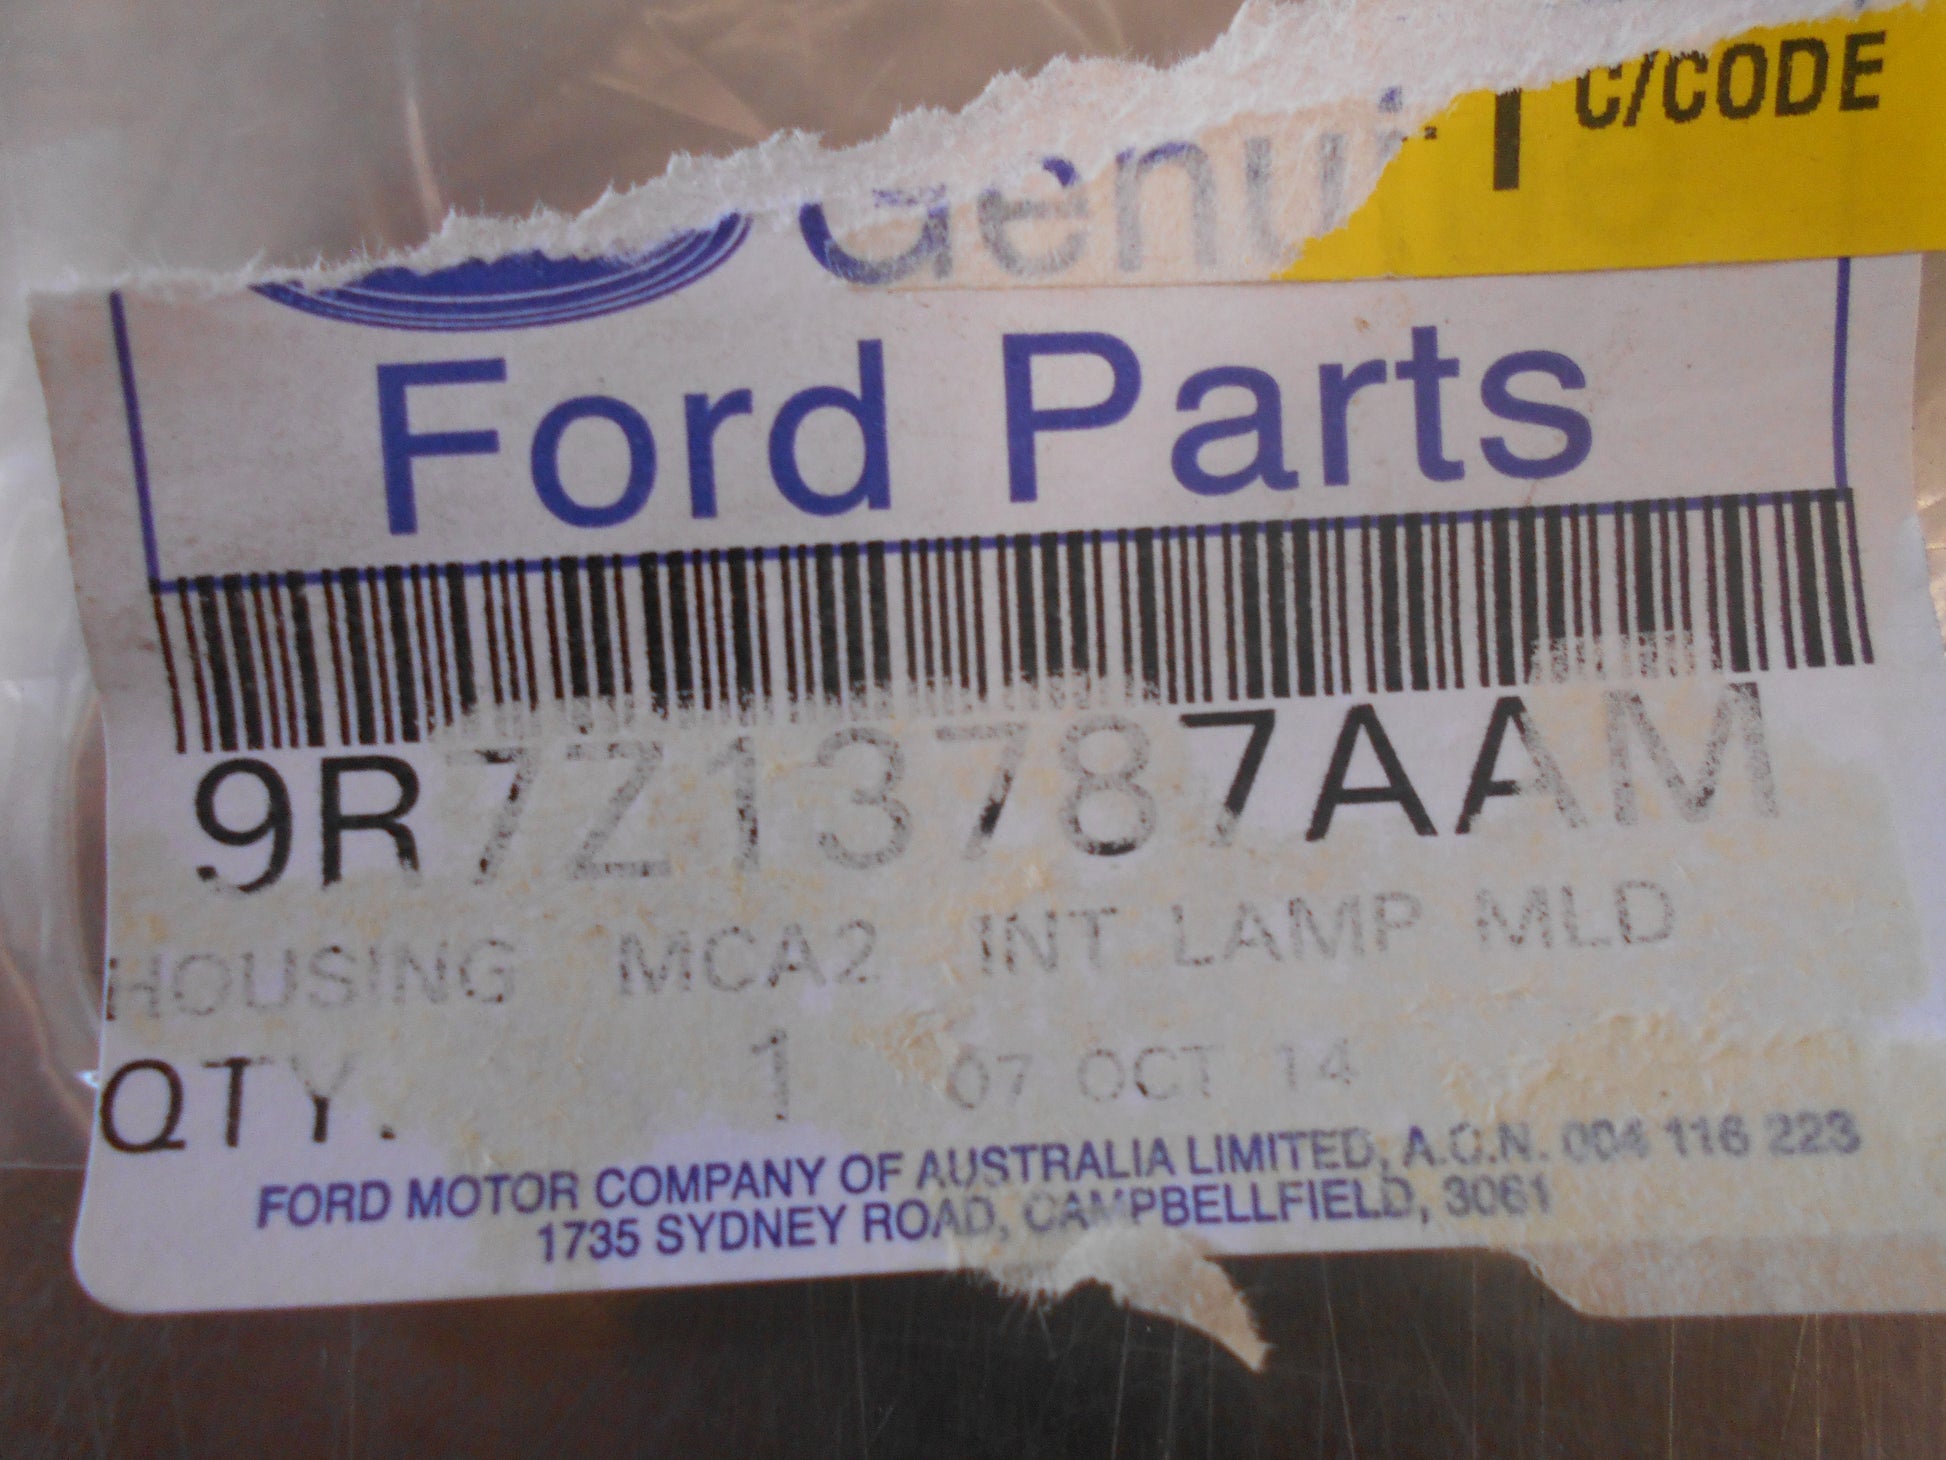 C/CODE
Genui
Ford Parts
9R7Z13787AAM
HOUSING MCA2 INT LAMP MLD
QTY. 1 07 OCT 14
FORD MOTOR COMPANY OF AUSTRALIA LIMITED, A.C.N. 004 116 223
1735 SYDNEY ROAD, CAMPBELLFIELD, 3061